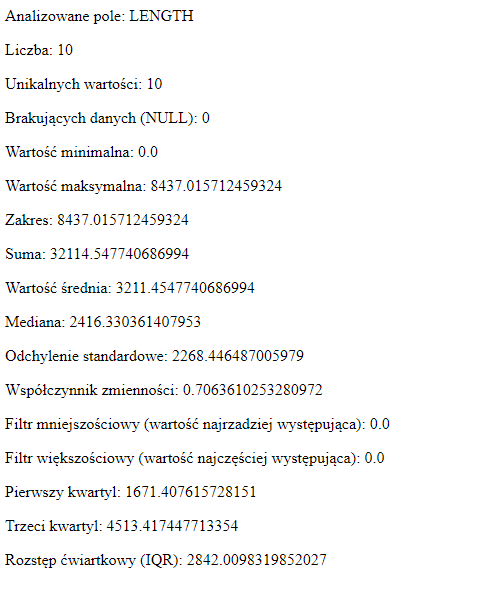 Analizowane pole: LENGTH
Liczba: 10
Unikalnych wartości: 10
Brakujących danych (NULL): 0
Wartość minimalna: 0.0
Wartość maksymalna: 8437.015712459324
Zakres: 8437.015712459324
Suma: 32114.547740686994
Wartość średnia: 3211.4547740686994
Mediana: 2416.330361407953
Odchylenie standardowe: 2268.446487005979
Współczynnik zmienności: 0.7063610253280972
Filtr mniejszościowy (wartość najrzadziej występująca): 0.0
Filtr większościowy (wartość najczęściej występująca): 0.0
Pierwszy kwartyl: 1671.407615728151
Trzeci kwartyl: 4513.417447713354
Rozstęp ćwiartkowy (IQR): 2842.0098319852027